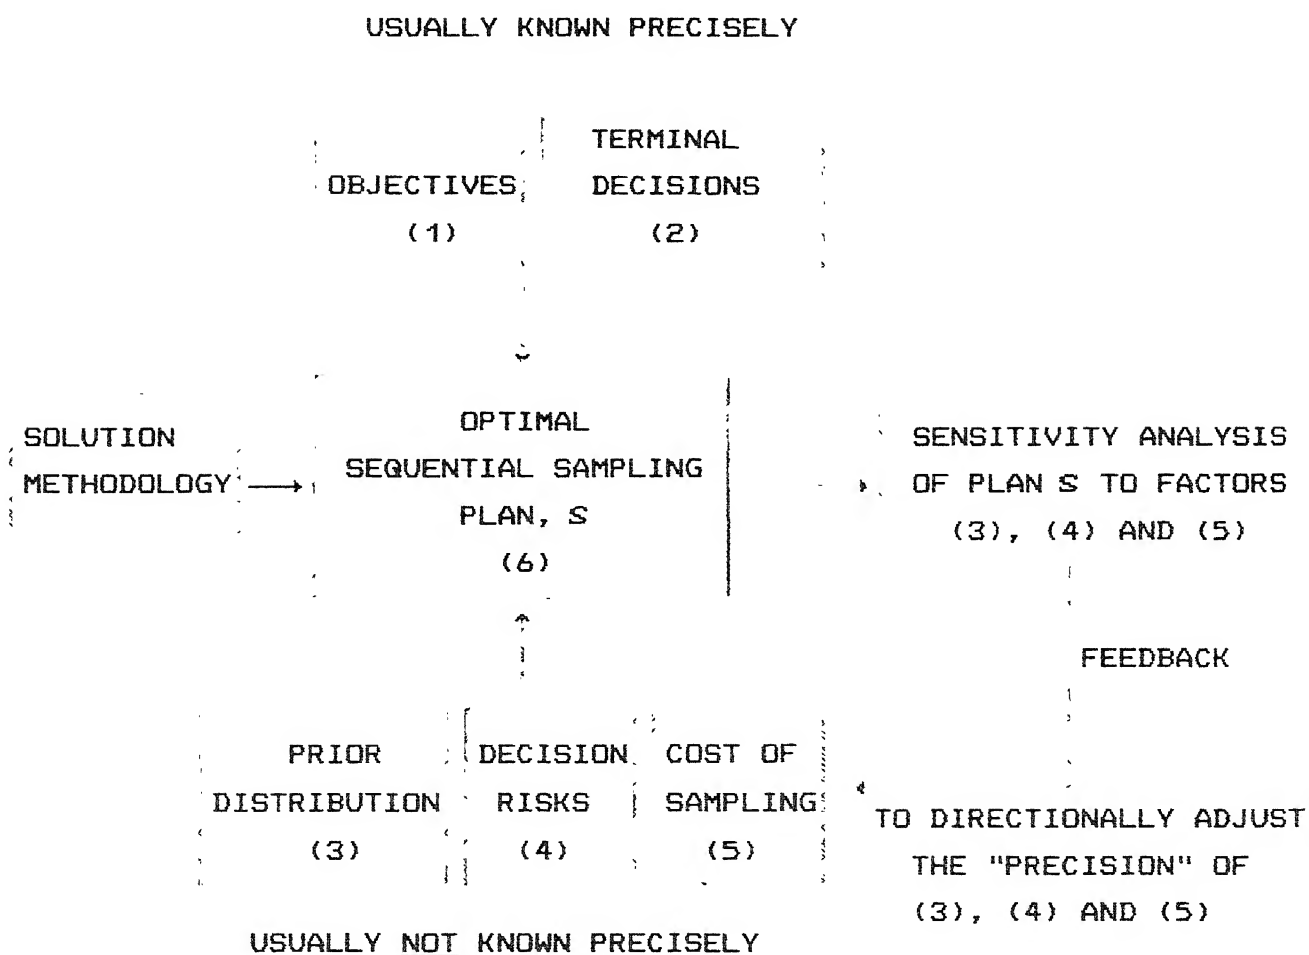 USUALLY KNOWN PRECISELY
OBJECTIVES
(1)
TERMINAL
DECISIONS
(2)
SOLUTION
METHODOLOGY
OPTIMAL
SEQUENTIAL SAMPLING
PLAN, S
(6)
SENSITIVITY ANALYSIS
OF PLAN S TO FACTORS
(3), (4) AND (5)
FEEDBACK
PRIOR
DISTRIBUTION
(3)
DECISION
RISKS
(4)
COST OF
SAMPLING
(5)
TO DIRECTIONALLY ADJUST
THE "PRECISION" OF
(3), (4) AND (5)
USUALLY NOT KNOWN PRECISELY